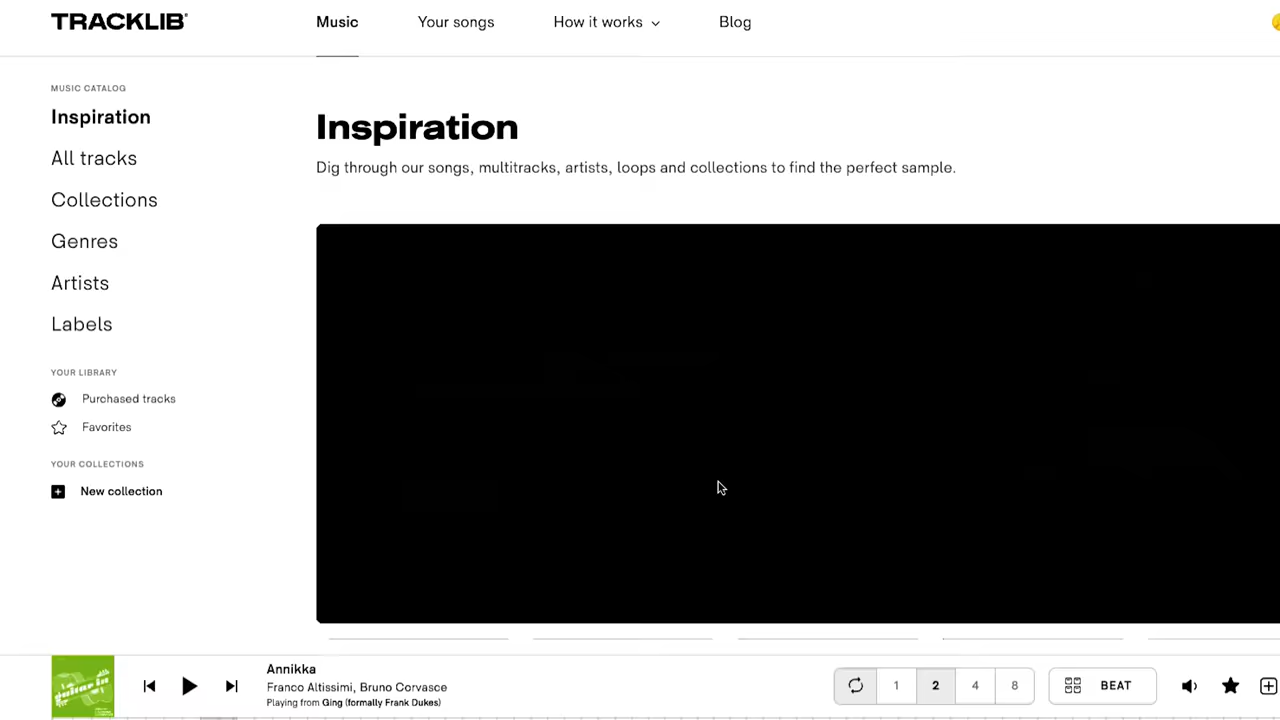 TRACKLIB®
Music
Your songs
How it works
Blog
MUSIC CATALOG
Inspiration
All tracks
Collections
Genres
Artists
Labels
YOUR LIBRARY
Purchased tracks
Favorites
YOUR COLLECTIONS
New collection
Inspiration
Dig through our songs, multitracks, artists, loops and collections to find the perfect sample.
Annikka
Franco Altissimi, Bruno Corvasce
Playing from Ging (formally Frank Dukes)
1
2
4
8
BEAT